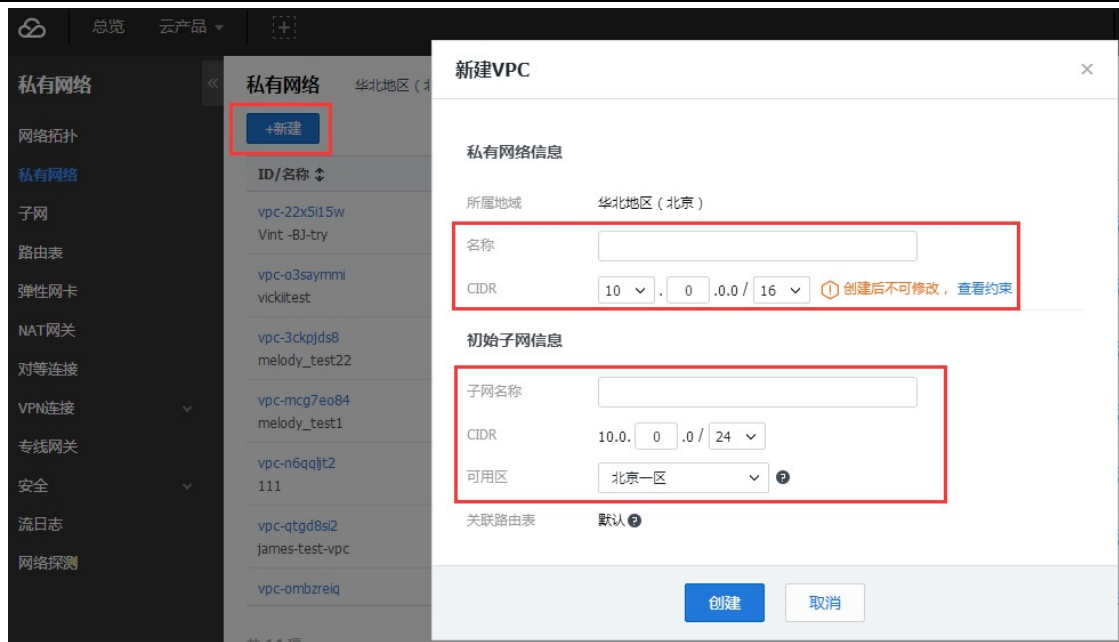 总览 云产品
私有网络
网络拓扑
私有网络
子网
路由表
弹性网卡
NAT网关
对等连接
VPN连接
专线网关
安全
流日志
网络探测
私有网络 华北地区（
+新建
ID/名称
vpc-22x5i15w
Vint -BJ-try
vpc-o3saymmi
vickiitest
vpc-3ckpjds8
melody_test22
vpc-mcg7eo84
melody_test1
vpc-n6qqljt2
111
vpc-qtgd8si2
james-test-vpc
vpc-ombzreiq
新建VPC
私有网络信息
所属地域 华北地区（北京）
名称
CIDR 10 . 0 .0.0 / 16 创建后不可修改， 查看约束
初始子网信息
子网名称
CIDR 10.0. 0 .0 / 24
可用区 北京一区
关联路由表 默认
创建 取消